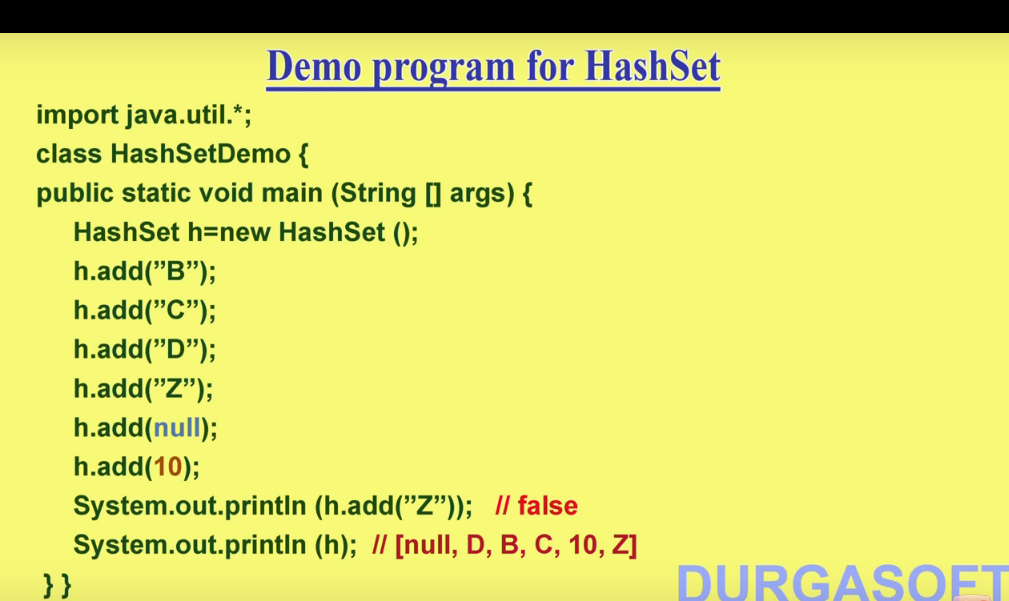 Demo program for HashSet
import java.util.*;
class HashSetDemo {
public static void main (String [] args) {
HashSet h=new HashSet ();
h.add(”B”);
h.add(”C”);
h.add(”D”);
h.add(”Z”);
h.add(null);
h.add(10);
System.out.println (h.add(”Z”)); // false
System.out.println (h); // [null, D, B, C, 10, Z]
} }
DURGASOFT